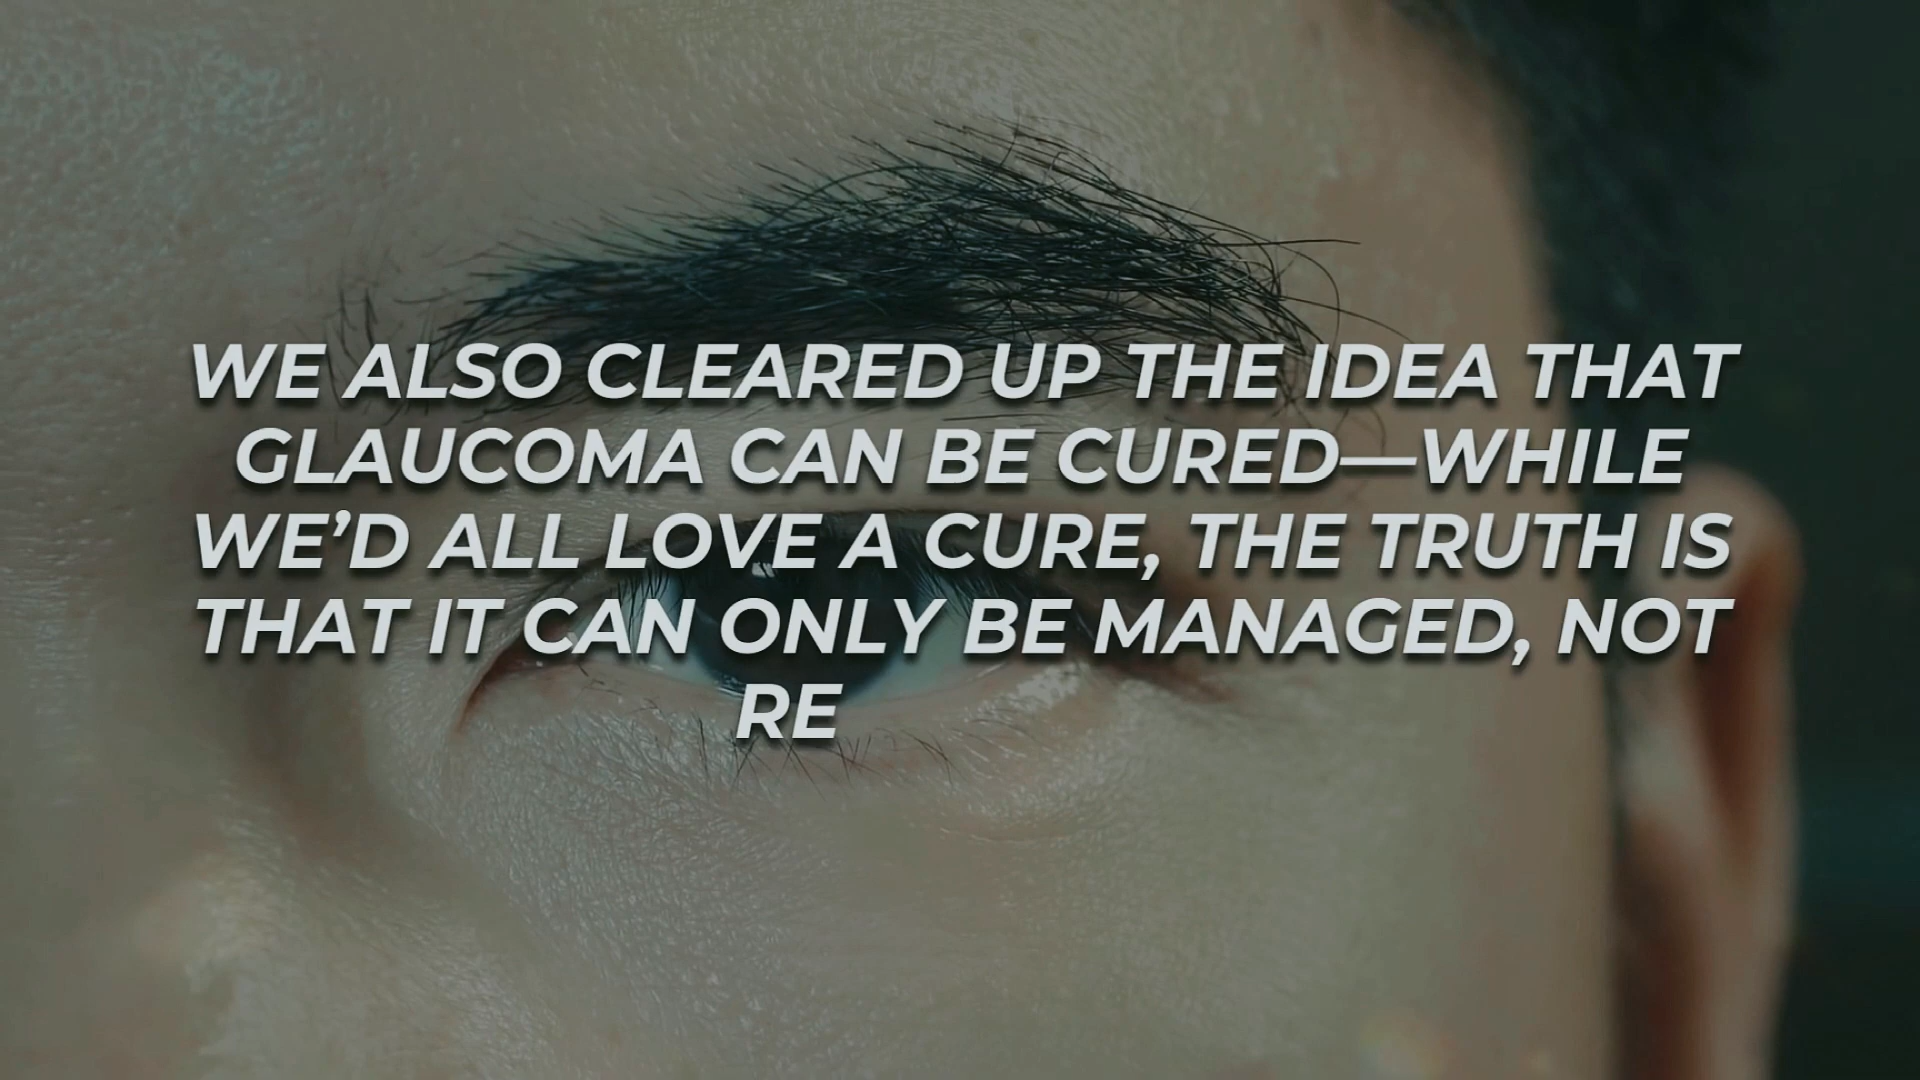 WE ALSO CLEARED UP THE IDEA THAT
GLAUCOMA CAN BE CURED—WHILE
WE’D ALL LOVE A CURE, THE TRUTH IS
THAT IT CAN ONLY BE MANAGED, NOT
RE